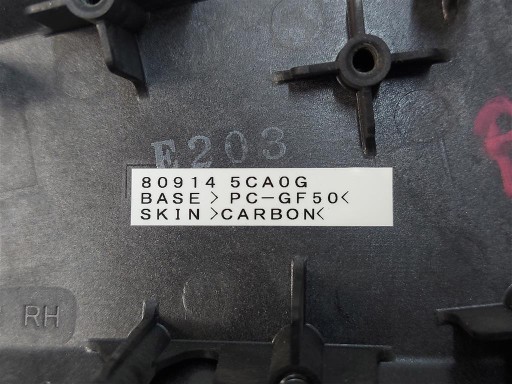 E203
80914 5CA0G
BASE >PC-GF50<
SKIN >CARBON<
RH